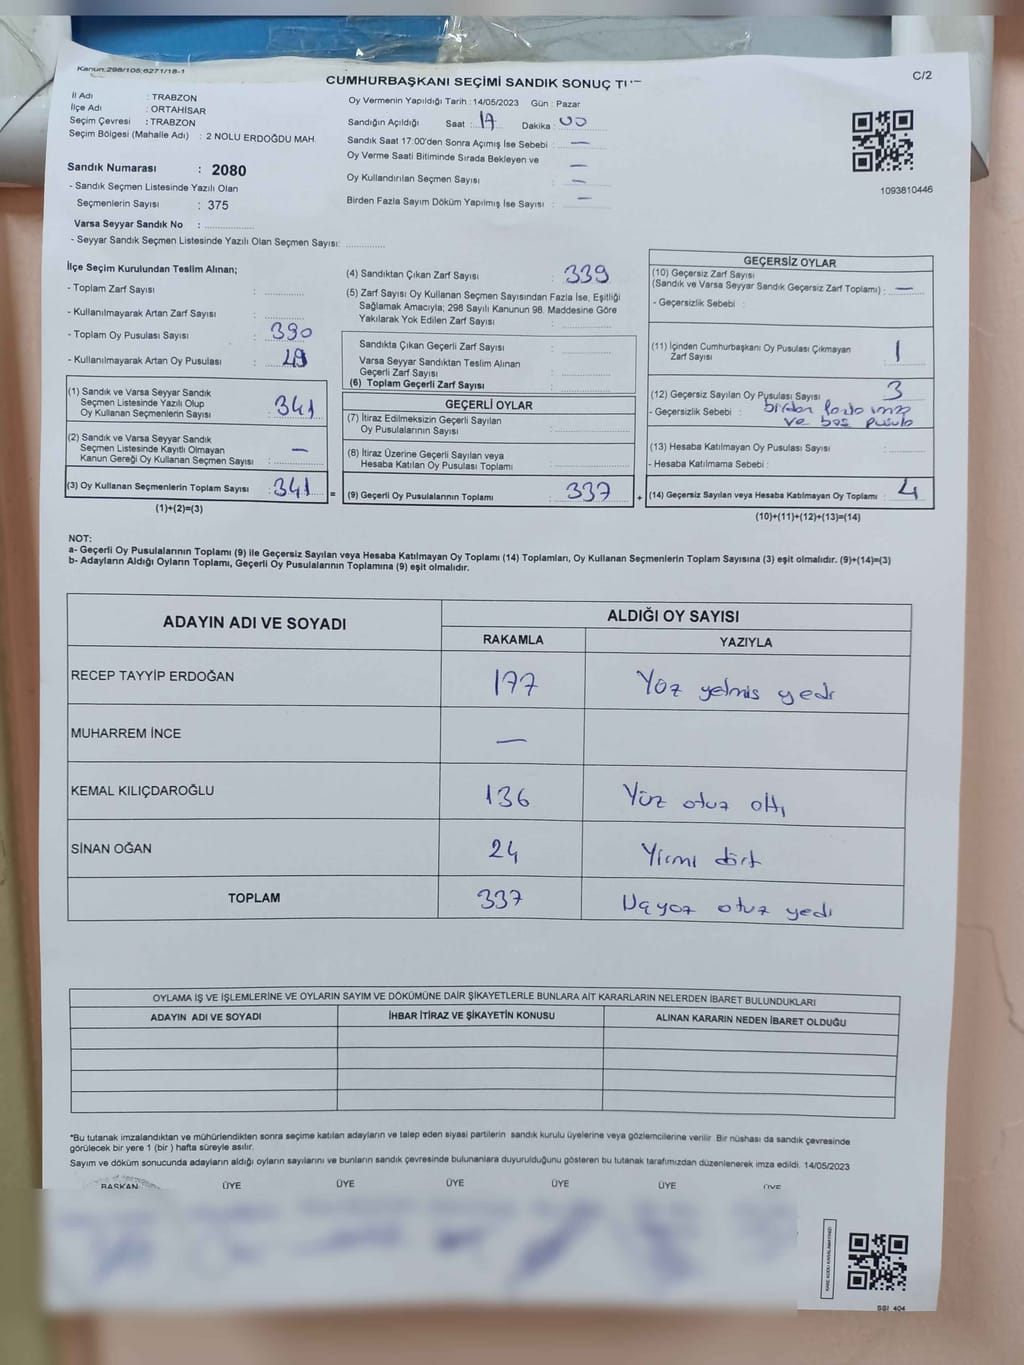 Kanun:298/105;6271/18-1
CUMHURBAŞKANI SEÇİMİ SANDIK SONUÇ
C/2
İl Adı : TRABZON
İlçe Adı : ORTAHİSAR
Seçim Çevresi : TRABZON
Seçim Bölgesi (Mahalle Adı) : 2 NOLU ERDOĞDU MAH.
Oy Vermenin Yapıldığı Tarih : 14/05/2023 Gün : Pazar
Sandığın Açıldığı Saat : 17 Dakika : 00
Sandık Saat 17:00'den Sonra Açımış İse Sebebi : —
Oy Verme Saati Bitiminde Sırada Bekleyen ve —
Oy Kullandırılan Seçmen Sayısı : —
Birden Fazla Sayım Döküm Yapılmış İse Sayısı : —
1093810446
Sandık Numarası : 2080
- Sandık Seçmen Listesinde Yazılı Olan
Seçmenlerin Sayısı : 375
Varsa Seyyar Sandık No :
- Seyyar Sandık Seçmen Listesinde Yazılı Olan Seçmen Sayısı:
İlçe Seçim Kurulundan Teslim Alınan;
- Toplam Zarf Sayısı :
- Kullanılmayarak Artan Zarf Sayısı :
- Toplam Oy Pusulası Sayısı : 390
- Kullanılmayarak Artan Oy Pusulası : 49
(1) Sandık ve Varsa Seyyar Sandık
Seçmen Listesinde Yazılı Olup
Oy Kullanan Seçmenlerin Sayısı : 341
(2) Sandık ve Varsa Seyyar Sandık
Seçmen Listesinde Kayıtlı Olmayan
Kanun Gereği Oy Kullanan Seçmen Sayısı : —
(3) Oy Kullanan Seçmenlerin Toplam Sayısı : 341
(1)+(2)=(3)
(4) Sandıktan Çıkan Zarf Sayısı : 339
(5) Zarf Sayısı Oy Kullanan Seçmen Sayısından Fazla İse, Eşitliği
Sağlamak Amacıyla; 298 Sayılı Kanunun 98. Maddesine Göre
Yakılarak Yok Edilen Zarf Sayısı :
Sandıkta Çıkan Geçerli Zarf Sayısı :
Varsa Seyyar Sandıktan Teslim Alınan
Geçerli Zarf Sayısı :
(6) Toplam Geçerli Zarf Sayısı :
GEÇERLİ OYLAR
(7) İtiraz Edilmeksizin Geçerli Sayılan
Oy Pusulalarının Sayısı :
(8) İtiraz Üzerine Geçerli Sayılan veya
Hesaba Katılan Oy Pusulası Toplamı :
= (9) Geçerli Oy Pusulalarının Toplamı : 337 +
GEÇERSİZ OYLAR
(10) Geçersiz Zarf Sayısı
(Sandık ve Varsa Seyyar Sandık Geçersiz Zarf Toplamı) : —
- Geçersizlik Sebebi :
(11) İçinden Cumhurbaşkanı Oy Pusulası Çıkmayan
Zarf Sayısı : 1
(12) Geçersiz Sayılan Oy Pusulası Sayısı : 3
- Geçersizlik Sebebi : birden fazla imza
ve boş pusula
(13) Hesaba Katılmayan Oy Pusulası Sayısı :
- Hesaba Katılmama Sebebi :
(14) Geçersiz Sayılan veya Hesaba Katılmayan Oy Toplamı : 4
(10)+(11)+(12)+(13)=(14)
NOT:
a- Geçerli Oy Pusulalarının Toplamı (9) ile Geçersiz Sayılan veya Hesaba Katılmayan Oy Toplamı (14) Toplamları, Oy Kullanan Seçmenlerin Toplam Sayısına (3) eşit olmalıdır. (9)+(14)=(3)
b- Adayların Aldığı Oyların Toplamı, Geçerli Oy Pusulalarının Toplamına (9) eşit olmalıdır.
ADAYIN ADI VE SOYADI ALDIĞI OY SAYISI
RAKAMLA YAZIYLA
RECEP TAYYİP ERDOĞAN 177 Yüz yetmiş yedi
MUHARREM İNCE —
KEMAL KILIÇDAROĞLU 136 Yüz otuz altı
SİNAN OĞAN 24 Yirmi dört
TOPLAM 337 Üçyüz otuz yedi
OYLAMA İŞ VE İŞLEMLERİNE VE OYLARIN SAYIM VE DÖKÜMÜNE DAİR ŞİKAYETLERLE BUNLARA AİT KARARLARIN NELERDEN İBARET BULUNDUKLARI
ADAYIN ADI VE SOYADI İHBAR İTİRAZ VE ŞİKAYETİN KONUSU ALINAN KARARIN NEDEN İBARET OLDUĞU
*Bu tutanak imzalandıktan ve mühürlendikten sonra seçime katılan adayların ve talep eden siyasi partilerin sandık kurulu üyelerine veya gözlemcilerine verilir. Bir nüshası da sandık çevresinde
görülecek bir yere 1 (bir ) hafta süreyle asılır.
Sayım ve döküm sonucunda adayların aldığı oyların sayılarını ve bunların sandık çevresinde bulunanlara duyurulduğunu gösteren bu tutanak tarafımızdan düzenlenerek imza edildi. 14/05/2023
BAŞKAN ÜYE ÜYE ÜYE ÜYE ÜYE ÜYE
SSI 404